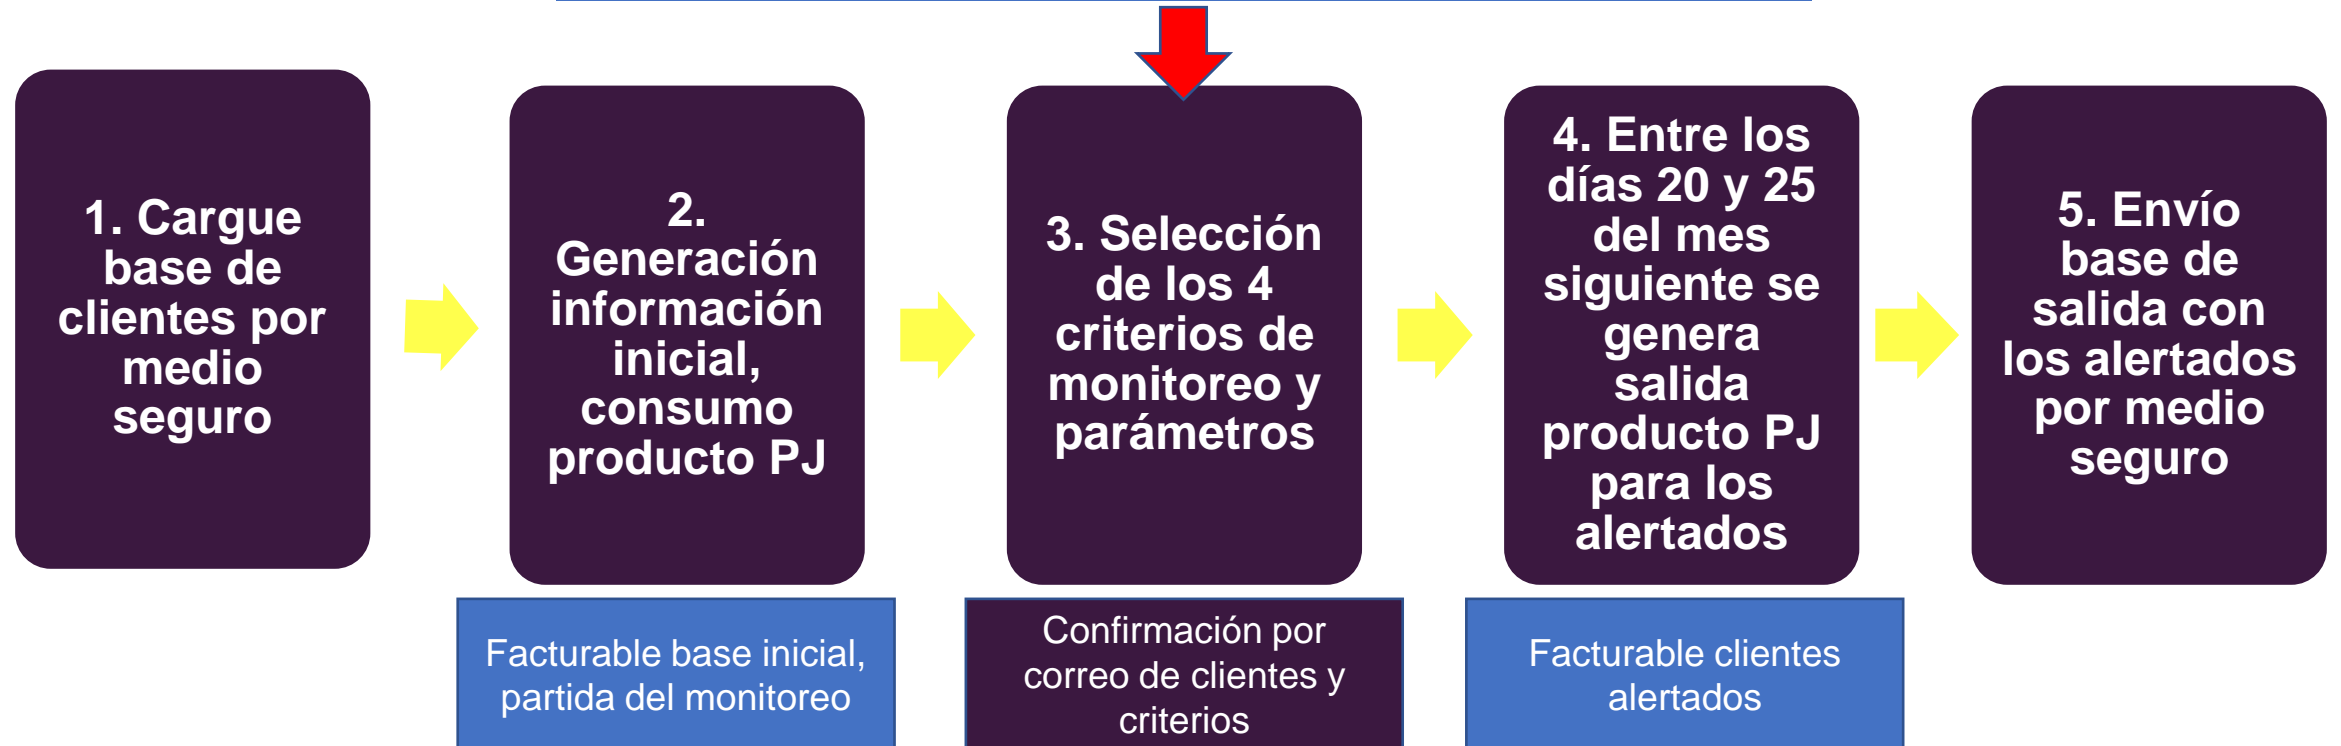 1. Cargue
base de
clientes por
medio
seguro
2.
Generación
información
inicial,
consumo
producto PJ
3. Selección
de los 4
criterios de
monitoreo y
parámetros
4. Entre los
días 20 y 25
del mes
siguiente se
genera
salida
producto PJ
para los
alertados
5. Envío
base de
salida con
los alertados
por medio
seguro
Facturable base inicial,
partida del monitoreo
Confirmación por
correo de clientes y
criterios
Facturable clientes
alertados